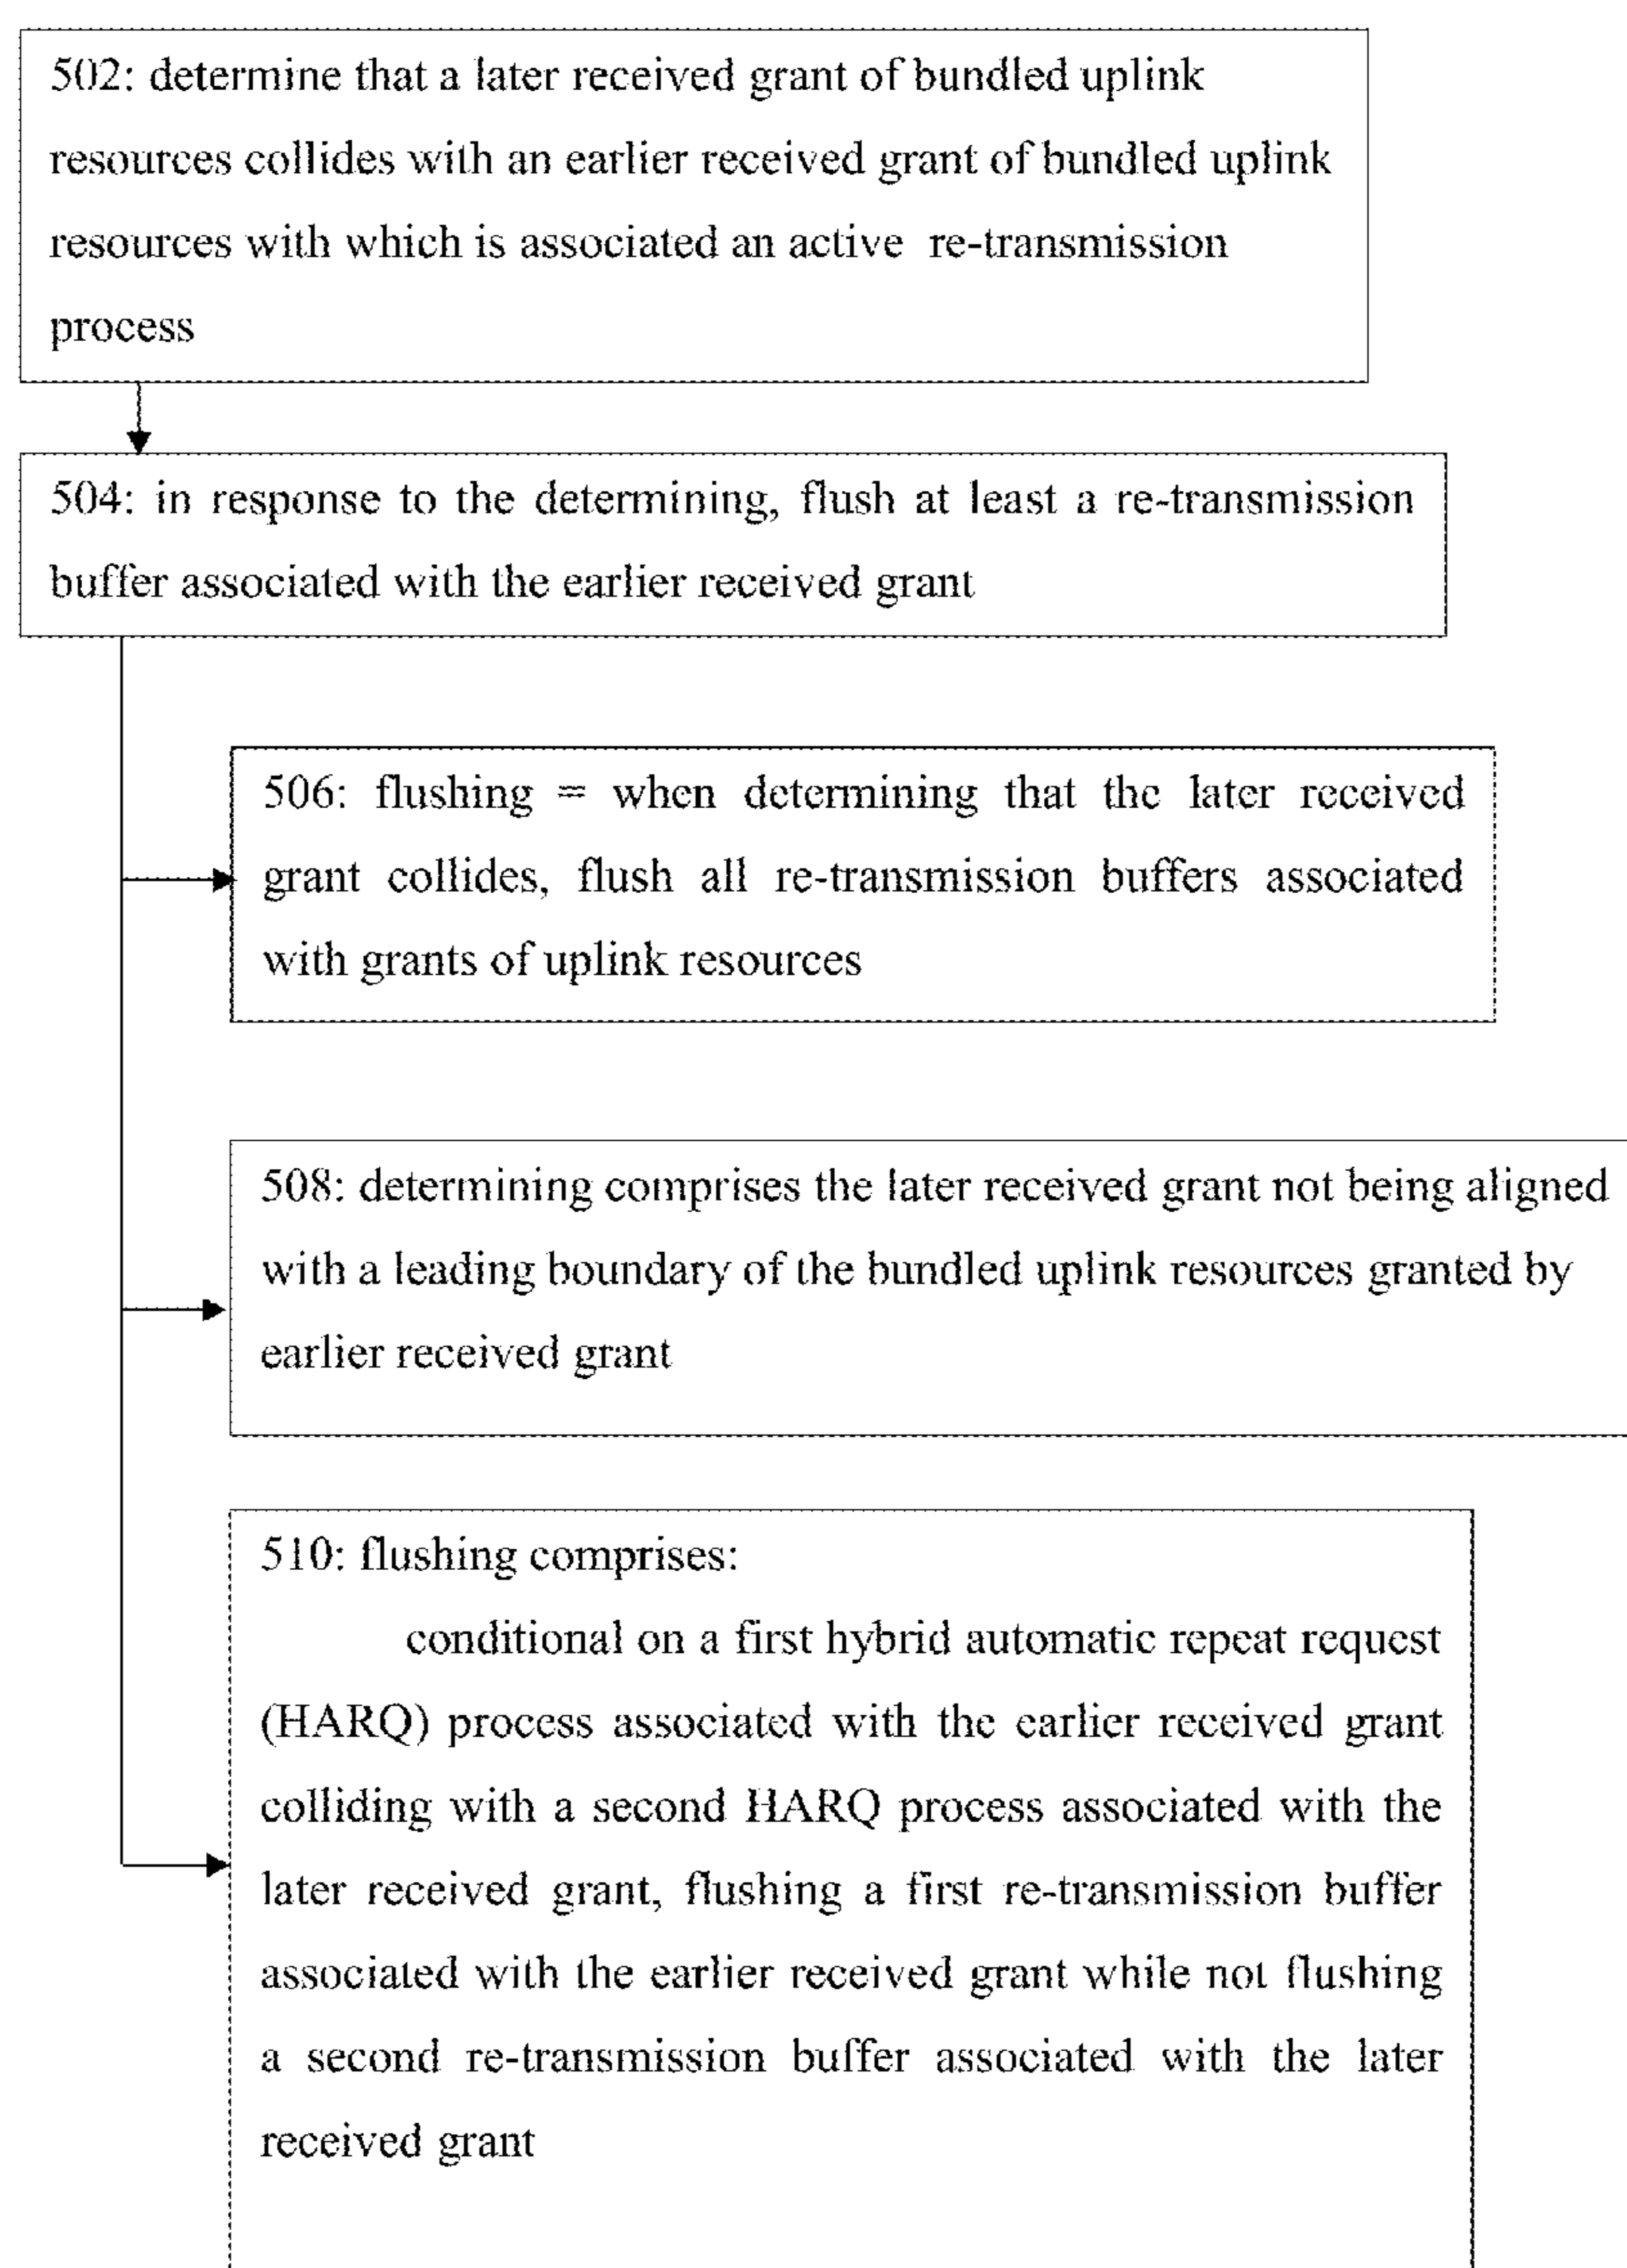 502: determine that a later received grant of bundled uplink
resources collides with an earlier received grant of bundled uplink
resources with which is associated an active re-transmission
process
504: in response to the determining, flush at least a re-transmission
buffer associated with the earlier received grant
506: flushing = when determining that the later received
grant collides, flush all re-transmission buffers associated
with grants of uplink resources
508: determining comprises the later received grant not being aligned
with a leading boundary of the bundled uplink resources granted by
earlier received grant
510: flushing comprises:
conditional on a first hybrid automatic repeat request
(HARQ) process associated with the earlier received grant
colliding with a second HARQ process associated with the
later received grant, flushing a first re-transmission buffer
associated with the earlier received grant while not flushing
a second re-transmission buffer associated with the later
received grant